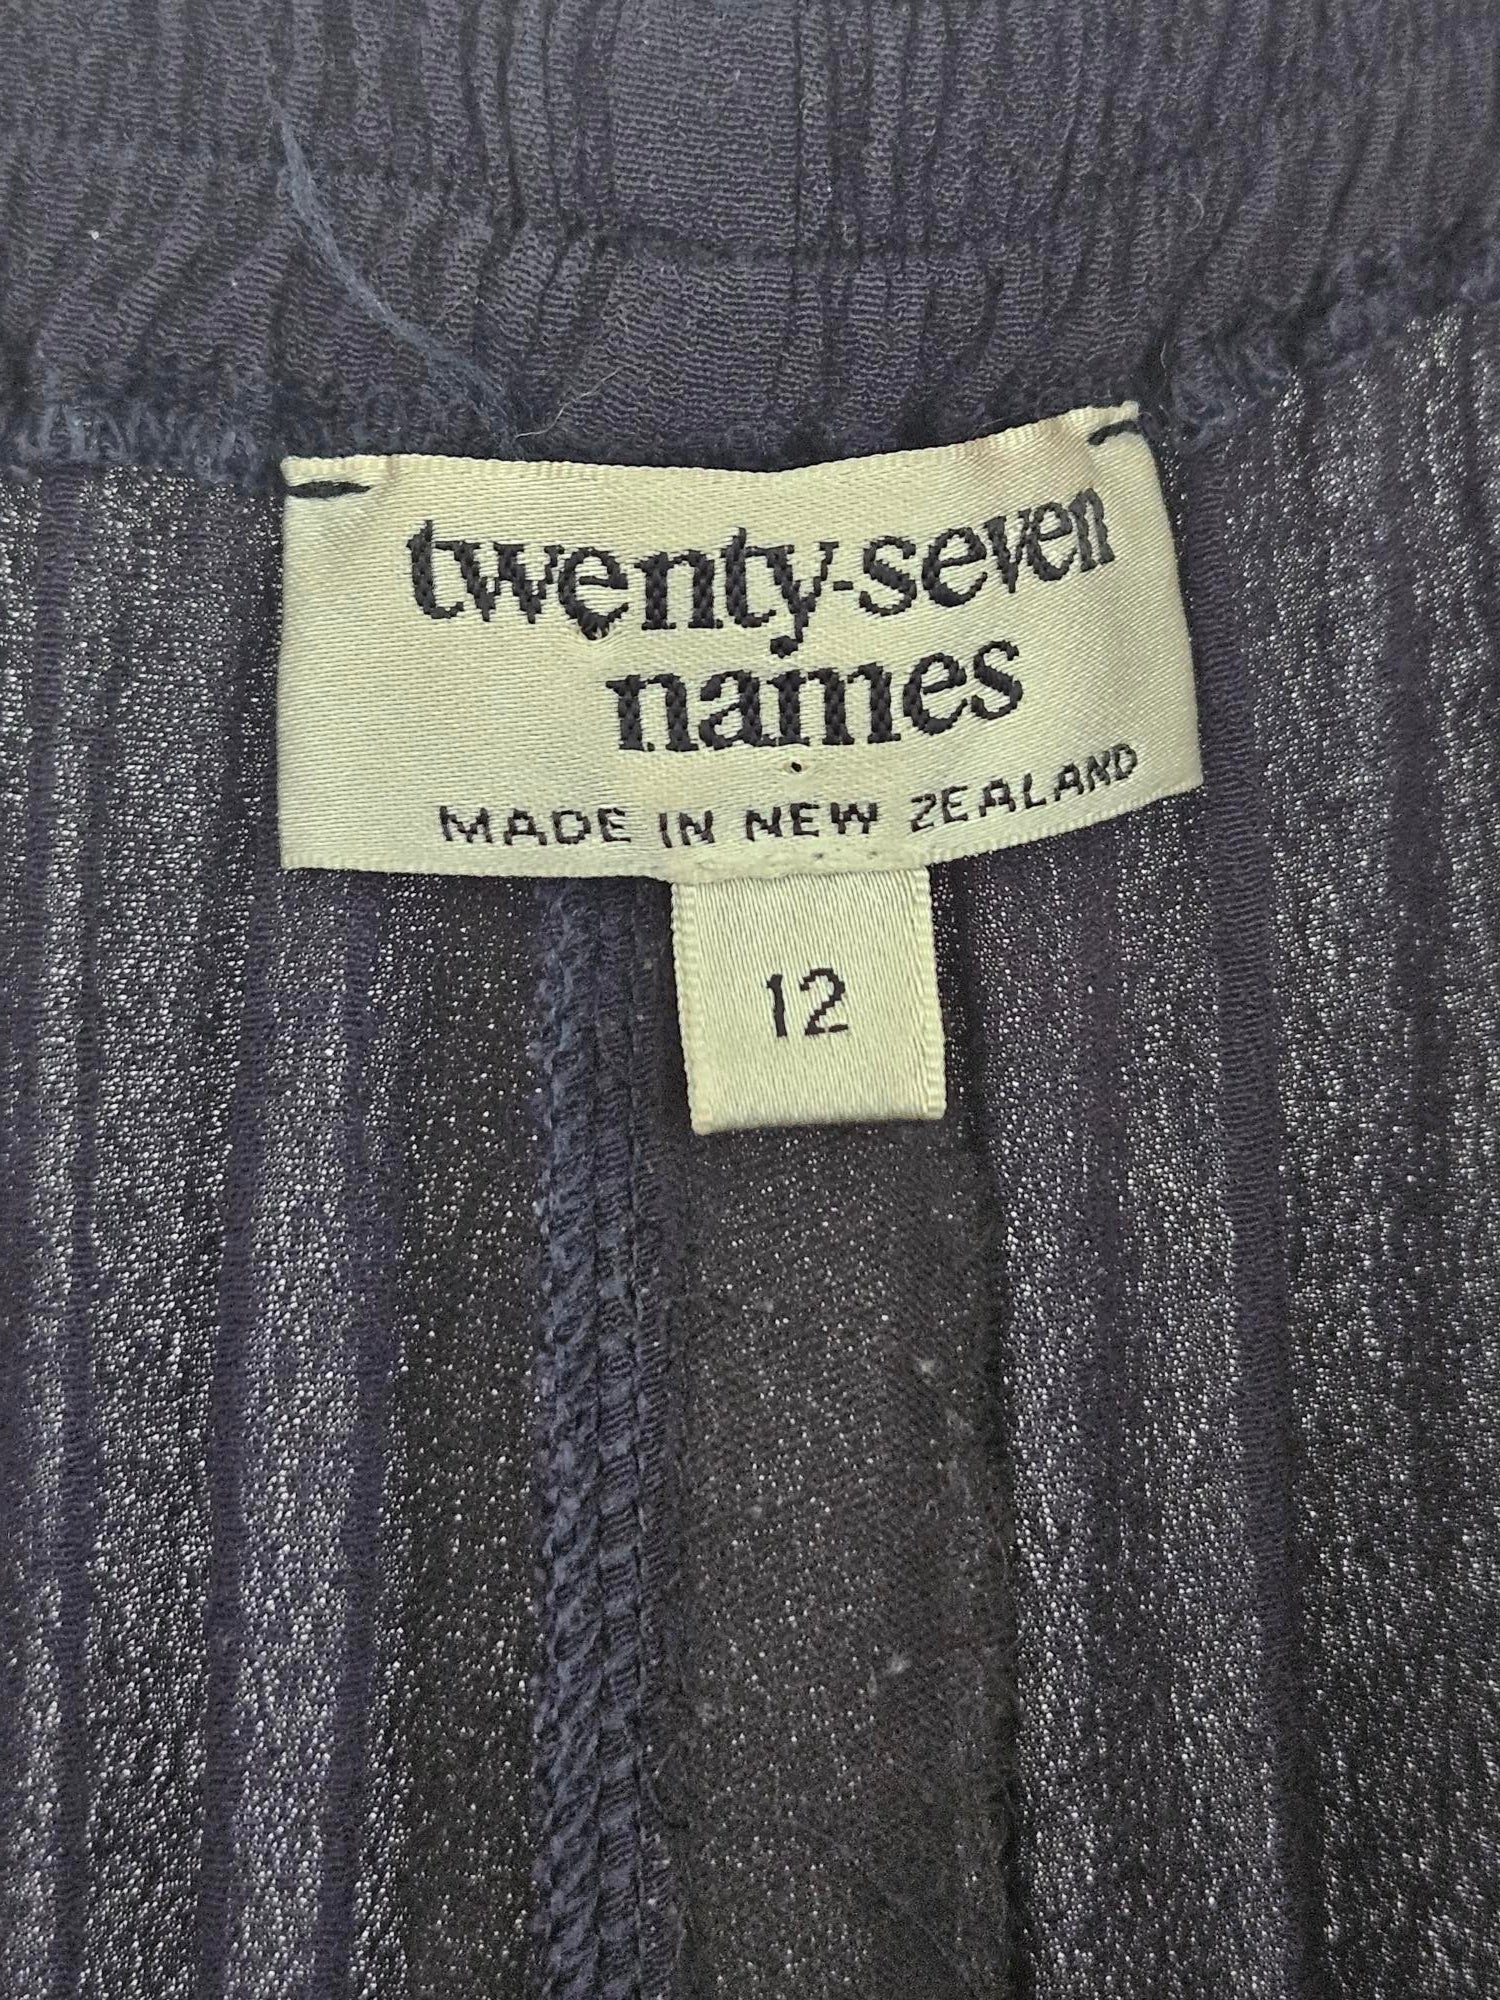 twenty-seven
names
MADE IN NEW ZEALAND
12